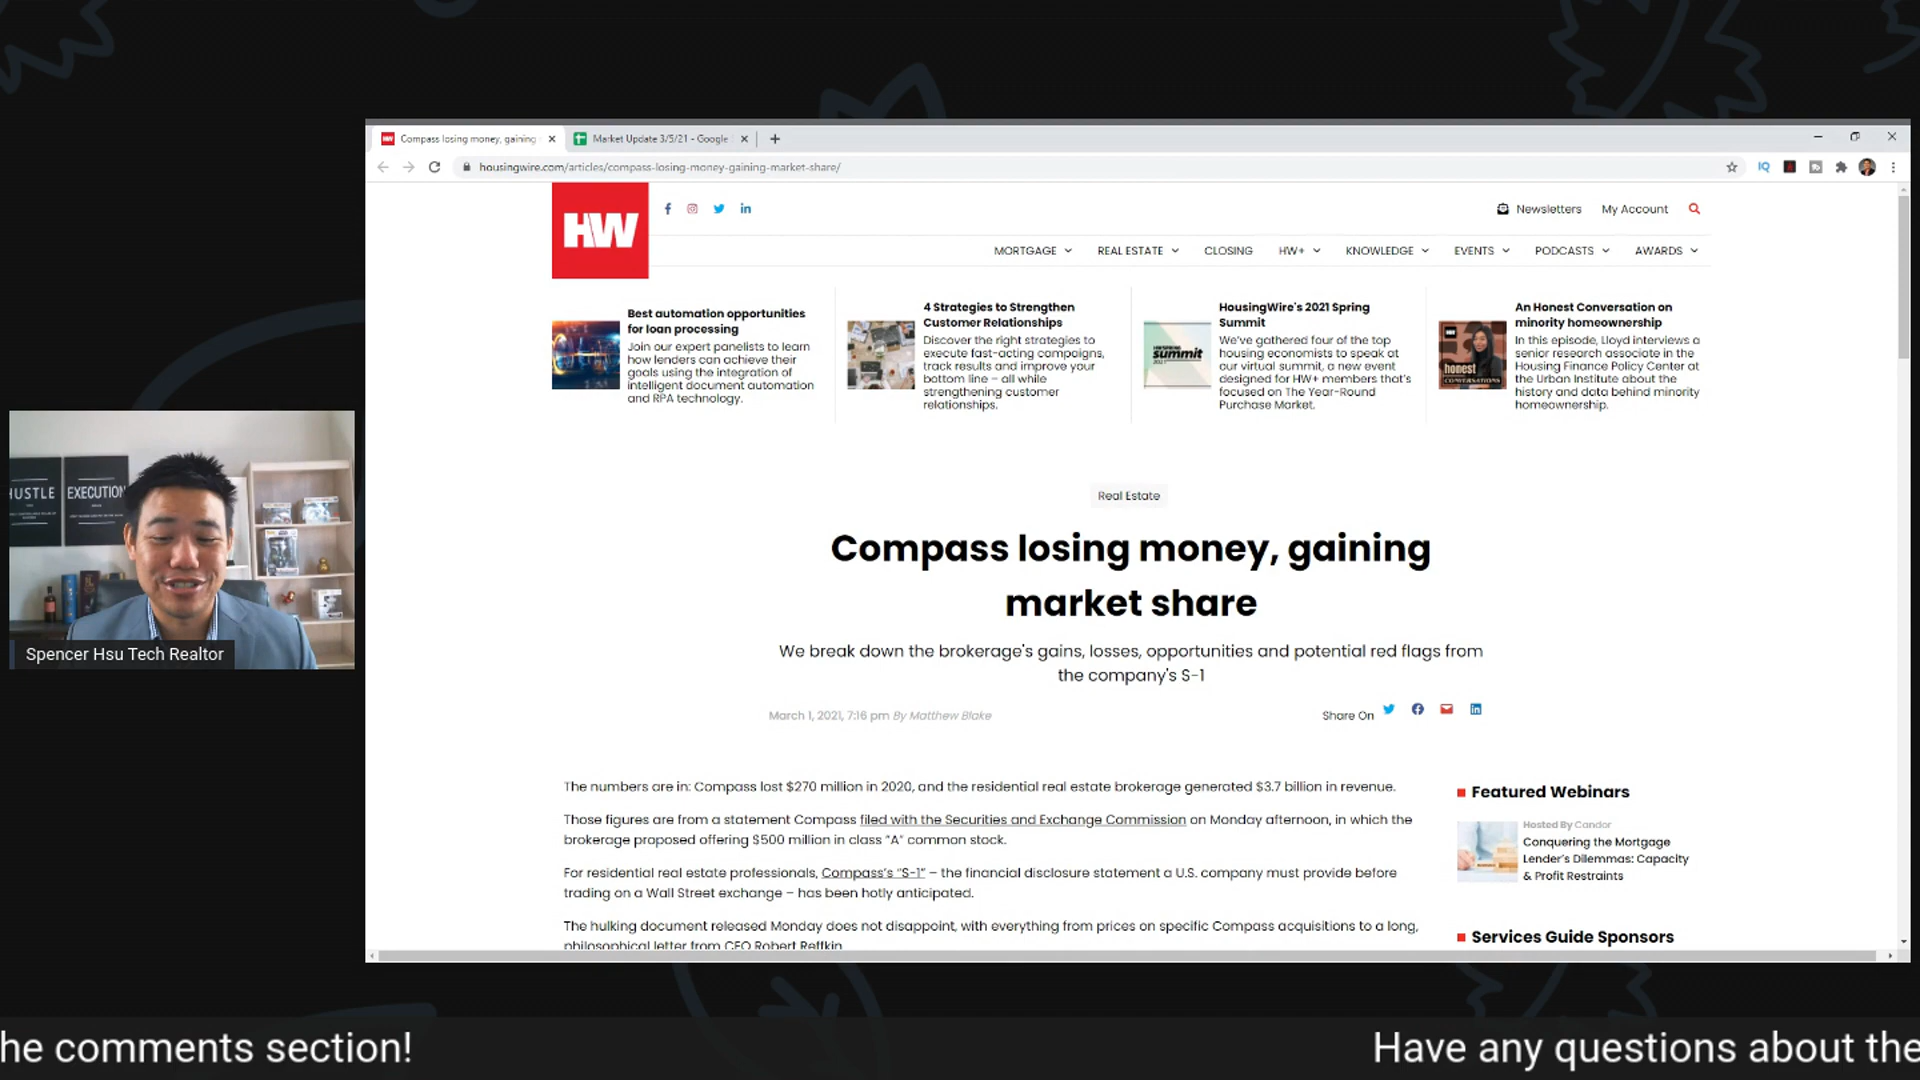 Compass losing money, gaining
Market Update 3/5/21 - Google
housingwire.com/articles/compass-losing-money-gaining-market-share/
IQ
HW
Newsletters
My Account
MORTGAGE
REAL ESTATE
CLOSING
HW+
KNOWLEDGE
EVENTS
PODCASTS
AWARDS
Best automation opportunities
for loan processing
Join our expert panelists to learn
how lenders can achieve their
goals using the integration of
intelligent document automation
and RPA technology.
4 Strategies to Strengthen
Customer Relationships
Discover the right strategies to
execute fast-acting campaigns,
track results and improve your
bottom line – all while
strengthening customer
relationships.
summit
HousingWire's 2021 Spring
Summit
We've gathered four of the top
housing economists to speak at
our virtual summit, a new event
designed for HW+ members that's
focused on The Year-Round
Purchase Market.
HW
honest
CONVERSATIONS
An Honest Conversation on
minority homeownership
In this episode, Lloyd interviews a
senior research associate in the
Housing Finance Policy Center at
the Urban Institute about the
history and data behind minority
homeownership.
Real Estate
Compass losing money, gaining
market share
We break down the brokerage's gains, losses, opportunities and potential red flags from
the company's S-1
March 1, 2021, 7:16 pm By Matthew Blake
Share On
The numbers are in: Compass lost $270 million in 2020, and the residential real estate brokerage generated $3.7 billion in revenue.
Those figures are from a statement Compass filed with the Securities and Exchange Commission on Monday afternoon, in which the
brokerage proposed offering $500 million in class “A” common stock.
For residential real estate professionals, Compass’s “S-1” – the financial disclosure statement a U.S. company must provide before
trading on a Wall Street exchange – has been hotly anticipated.
The hulking document released Monday does not disappoint, with everything from prices on specific Compass acquisitions to a long,
philosophical letter from CEO Robert Reffkin
Featured Webinars
Hosted By Candor
Conquering the Mortgage
Lender's Dilemmas: Capacity
& Profit Restraints
Services Guide Sponsors
HUSTLE
EXECUTION
Spencer Hsu Tech Realtor
he comments section!
Have any questions about the